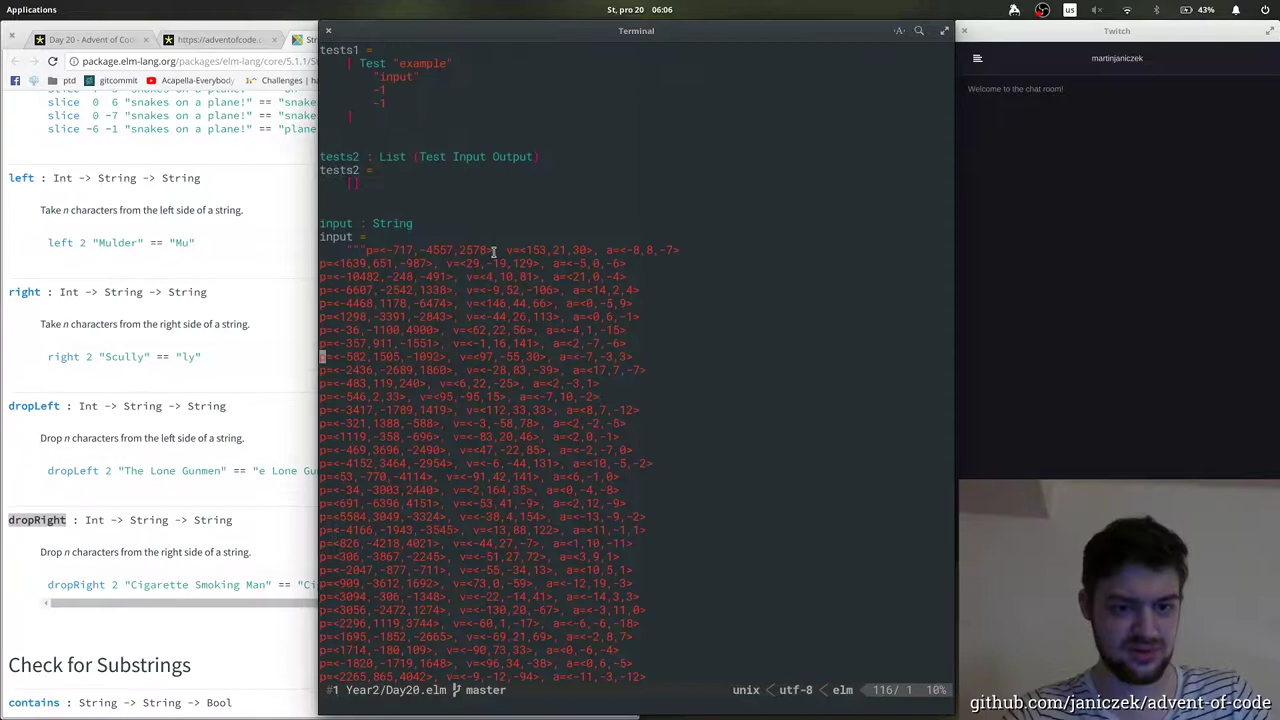 Applications
St, pro 20 06:06
us
43%
Day 20 - Advent of Cod
https://adventofcode.
St
package.elm-lang.org/packages/elm-lang/core/5.1.1/S
ptd
gitcommit
Acapella-Everybody
Challenges | ha
slice 0 6 "snakes on a plane!" == "snakes
slice 0 -7 "snakes on a plane!" == "snakes
slice -6 -1 "snakes on a plane!" == "plane
left : Int -> String -> String
Take n characters from the left side of a string.
left 2 "Mulder" == "Mu"
right : Int -> String -> String
Take n characters from the right side of a string.
right 2 "Scully" == "ly"
dropLeft : Int -> String -> String
Drop n characters from the left side of a string.
dropLeft 2 "The Lone Gunmen" == "e Lone Gu
dropRight : Int -> String -> String
Drop n characters from the right side of a string.
dropRight 2 "Cigarette Smoking Man" == "Ci
Check for Substrings
contains : String -> String -> Bool
Terminal
tests1 =
[ Test "example"
"input"
-1
-1
]
tests2 : List (Test Input Output)
tests2 =
[]
input : String
input =
"""p=<-717,-4557,2578>, v=<153,21,30>, a=<-8,8,-7>
p=<1639,651,-987>, v=<29,-19,129>, a=<-5,0,-6>
p=<-10482,-248,-491>, v=<4,10,81>, a=<21,0,-4>
p=<-6607,-2542,1338>, v=<-9,52,-106>, a=<14,2,4>
p=<-4468,1178,-6474>, v=<146,44,66>, a=<0,-5,9>
p=<1298,-3391,-2843>, v=<-44,26,113>, a=<0,6,-1>
p=<-36,-1100,4900>, v=<62,22,56>, a=<-4,1,-15>
p=<-357,911,-1551>, v=<-1,16,141>, a=<2,-7,-6>
p=<-582,1505,-1092>, v=<97,-55,30>, a=<-7,-3,3>
p=<-2436,-2689,1860>, v=<-28,83,-39>, a=<17,7,-7>
p=<-483,119,240>, v=<6,22,-25>, a=<2,-3,1>
p=<-546,2,33>, v=<95,-95,15>, a=<-7,10,-2>
p=<-3417,-1789,1419>, v=<112,33,33>, a=<8,7,-12>
p=<-321,1388,-588>, v=<-3,-58,78>, a=<2,-2,-5>
p=<1119,-358,-696>, v=<-83,20,46>, a=<2,0,-1>
p=<-469,3696,-2490>, v=<47,-22,85>, a=<-2,-7,0>
p=<-4152,3464,-2954>, v=<-6,-44,131>, a=<10,-5,-2>
p=<53,-770,-4114>, v=<-91,42,141>, a=<6,-1,0>
p=<-34,-3003,2440>, v=<2,164,35>, a=<0,-4,-8>
p=<691,-6396,4151>, v=<-53,41,-9>, a=<2,12,-9>
p=<5584,3049,-3324>, v=<-38,4,154>, a=<-13,-9,-2>
p=<-4166,-1943,-3545>, v=<13,88,122>, a=<11,-1,1>
p=<826,-4218,4021>, v=<-44,27,-7>, a=<1,10,-11>
p=<306,-3867,-2245>, v=<-51,27,72>, a=<3,9,1>
p=<-2047,-877,-711>, v=<-55,-34,13>, a=<10,5,1>
p=<909,-3612,1692>, v=<73,0,-59>, a=<-12,19,-3>
p=<3094,-306,-1348>, v=<-22,-14,41>, a=<-14,3,3>
p=<3056,-2472,1274>, v=<-130,20,-67>, a=<-3,11,0>
p=<2296,1119,3744>, v=<-60,1,-17>, a=<-6,-6,-18>
p=<1695,-1852,-2665>, v=<-69,21,69>, a=<-2,8,7>
p=<1714,-180,109>, v=<-90,73,33>, a=<0,-6,-4>
p=<-1820,-1719,1648>, v=<96,34,-38>, a=<0,6,-5>
p=<2265,865,4042>, v=<-9,-12,-94>, a=<-11,-3,-12>
#1 Year2/Day20.elm master
unix
utf-8
elm
116/ 1
10%
Twitch
martinjaniczek
Welcome to the chat room!
github.com/janiczek/advent-of-code